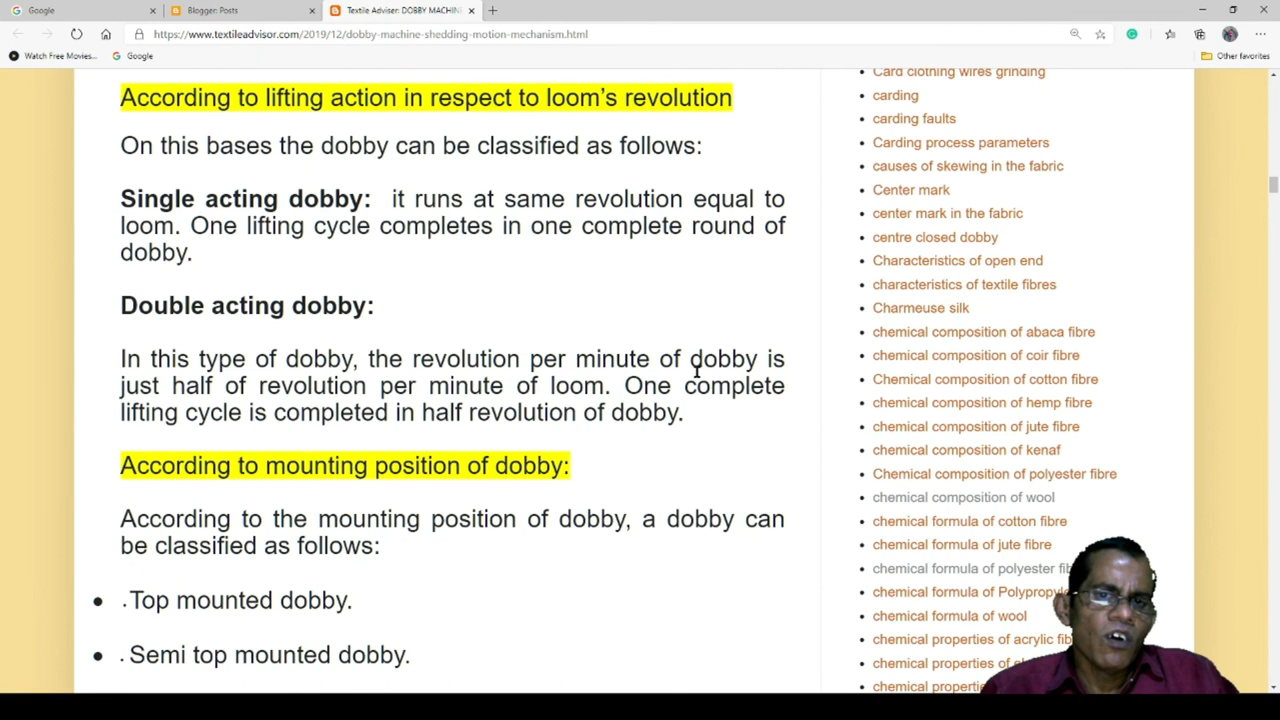 Google
Blogger: Posts
Textile Adviser: DOBBY MACHIN
https://www.textileadvisor.com/2019/12/dobby-machine-shedding-motion-mechanism.html
Watch Free Movies...
Google
Other favorites
According to lifting action in respect to loom’s revolution
On this bases the dobby can be classified as follows:
Single acting dobby: it runs at same revolution equal to
loom. One lifting cycle completes in one complete round of
dobby.
Double acting dobby:
In this type of dobby, the revolution per minute of dobby is
just half of revolution per minute of loom. One complete
lifting cycle is completed in half revolution of dobby.
According to mounting position of dobby:
According to the mounting position of dobby, a dobby can
be classified as follows:
. Top mounted dobby.
. Semi top mounted dobby.
Card clothing wires grinding
carding
carding faults
Carding process parameters
causes of skewing in the fabric
Center mark
center mark in the fabric
centre closed dobby
Characteristics of open end
characteristics of textile fibres
Charmeuse silk
chemical composition of abaca fibre
chemical composition of coir fibre
Chemical composition of cotton fibre
chemical composition of hemp fibre
chemical composition of jute fibre
chemical composition of kenaf
Chemical composition of polyester fibre
chemical composition of wool
chemical formula of cotton fibre
chemical formula of jute fibre
chemical formula of polyester fib
chemical formula of Polypropyl
chemical formula of wool
chemical properties of acrylic fib
chemical properties of
chemical properti